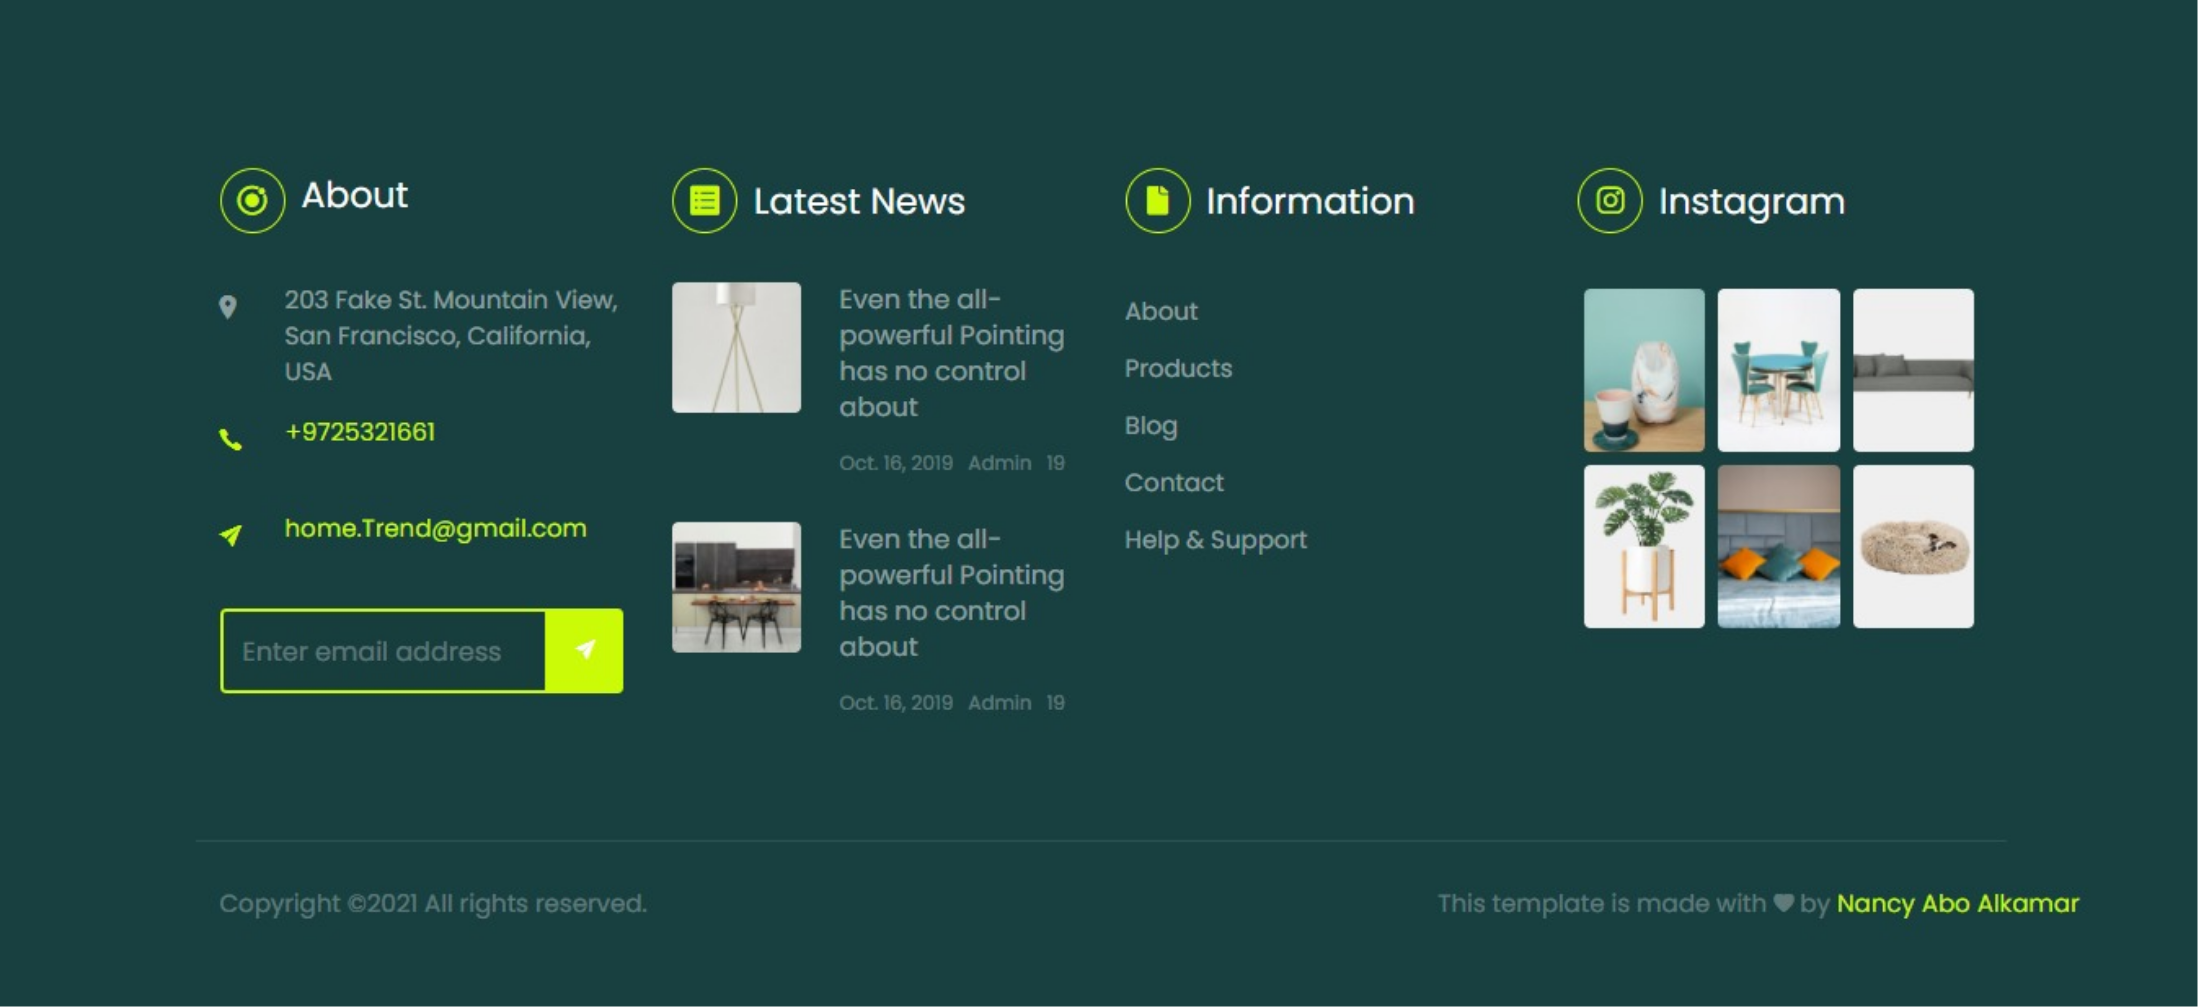 About
203 Fake St. Mountain View,
San Francisco, California,
USA
+9725321661
home.Trend@gmail.com
Enter email address
Latest News
Even the all-
powerful Pointing
has no control
about
Oct. 16, 2019 Admin 19
Even the all-
powerful Pointing
has no control
about
Oct. 16, 2019 Admin 19
Information
About
Products
Blog
Contact
Help & Support
Instagram
Copyright ©2021 All rights reserved.
This template is made with ♥ by Nancy Abo Alkamar